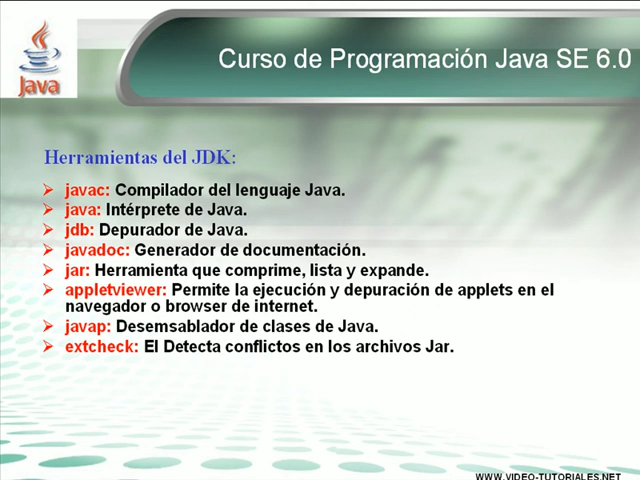 Java
Curso de Programación Java SE 6.0
Herramientas del JDK:
javac: Compilador del lenguaje Java.
java: Intérprete de Java.
jdb: Depurador de Java.
javadoc: Generador de documentación.
jar: Herramienta que comprime, lista y expande.
appletviewer: Permite la ejecución y depuración de applets en el
navegador o browser de internet.
javap: Desemsablador de clases de Java.
extcheck: El Detecta conflictos en los archivos Jar.
WWW.VIDEO-TUTORIALES.NET